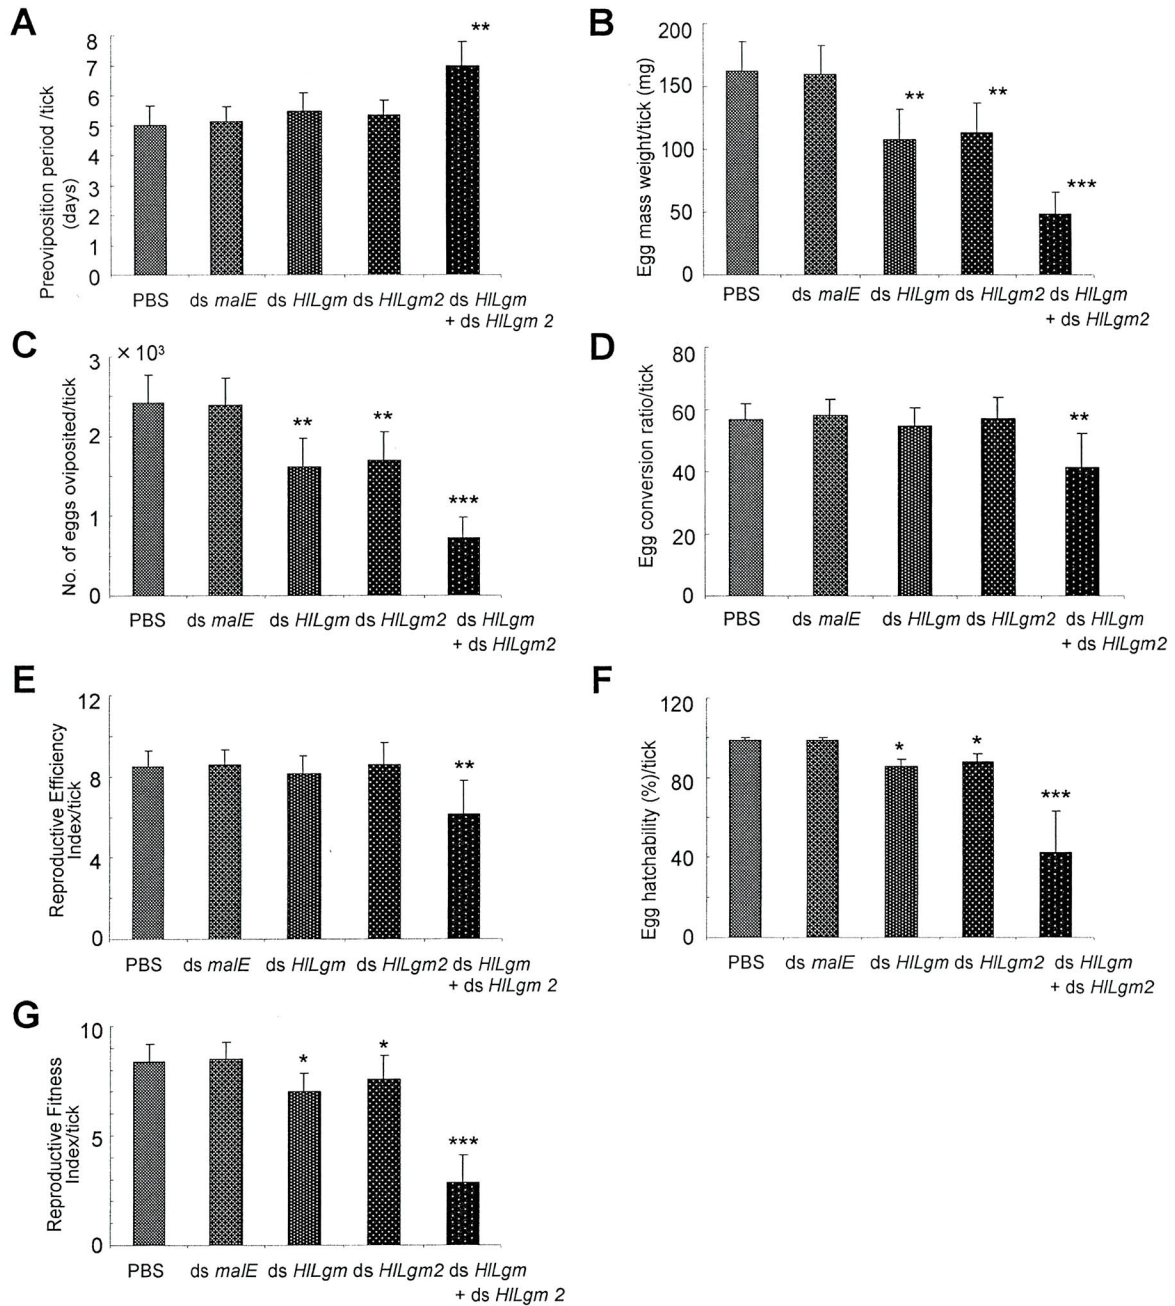 A
Preoviposition period /tick
(days)
8
7
6
5
4
3
2
1
0
**
PBS
ds malE
ds HlLgm
ds HlLgm2
ds HlLgm
+ ds HlLgm 2
B
Egg mass weight/tick (mg)
200
150
100
50
0
**
**
***
PBS
ds malE
ds HlLgm
ds HlLgm2
ds HlLgm
+ ds HlLgm2
C
No. of eggs oviposited/tick
× 10³
3
2
1
0
**
**
***
PBS
ds malE
ds HlLgm
ds HlLgm2
ds HlLgm
+ ds HlLgm2
D
Egg conversion ratio/tick
80
60
40
20
0
**
PBS
ds malE
ds HlLgm
ds HlLgm2
ds HlLgm
+ ds HlLgm2
E
Reproductive Efficiency
Index/tick
12
8
4
0
**
PBS
ds malE
ds HlLgm
ds HlLgm2
ds HlLgm
+ ds HlLgm 2
F
Egg hatchability (%)/tick
120
80
40
0
*
*
***
PBS
ds malE
ds HlLgm
ds HlLgm2
ds HlLgm
+ ds HlLgm2
G
Reproductive Fitness
Index/tick
10
5
0
*
*
***
PBS
ds malE
ds HlLgm
ds HlLgm2
ds HlLgm
+ ds HlLgm 2